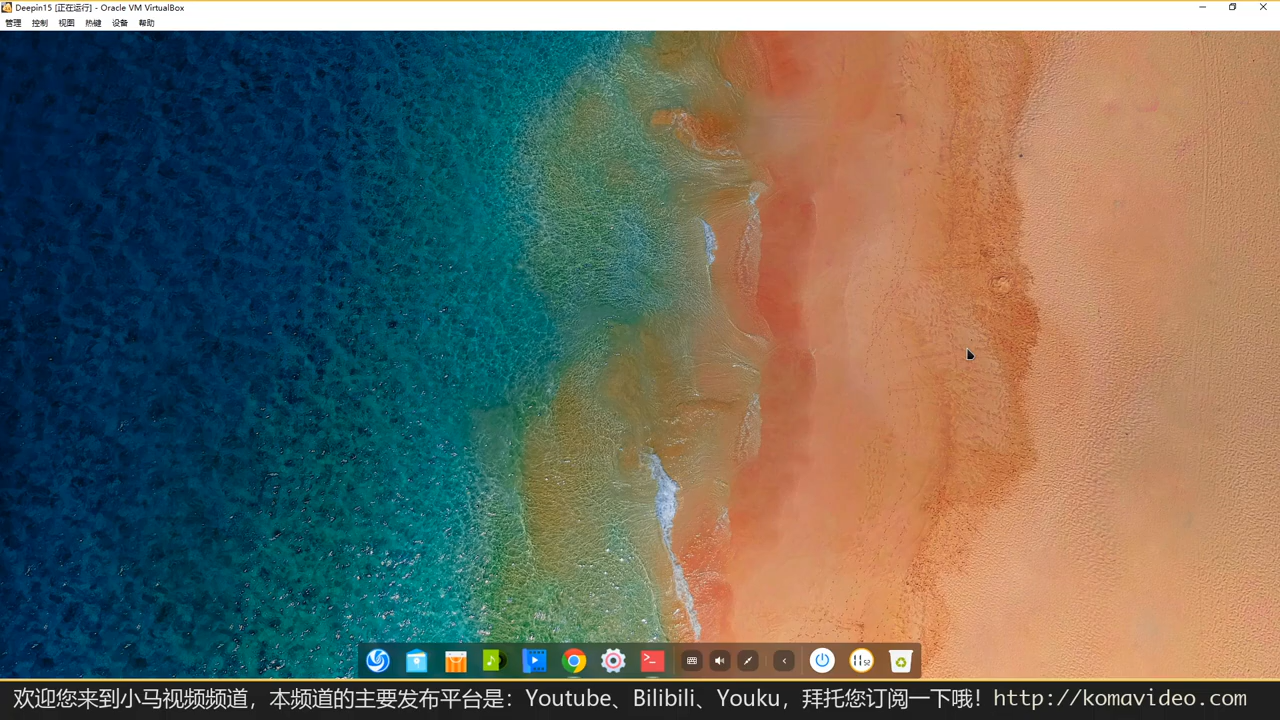 Deepin15 [正在运行] - Oracle VM VirtualBox
管理 控制 视图 热键 设备 帮助
11 52
欢迎您来到小马视频频道，本频道的主要发布平台是：Youtube、Bilibili、Youku，拜托您订阅一下哦！http://komavideo.com